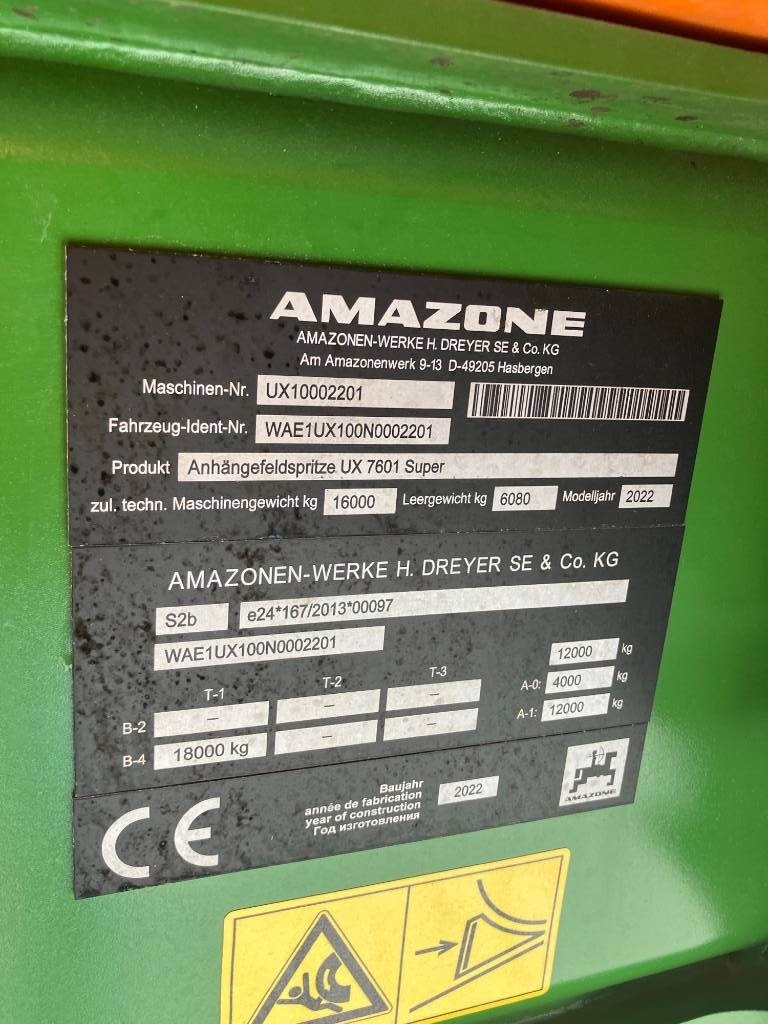 AMAZONE
AMAZONEN-WERKE H. DREYER SE & Co. KG
Am Amazonenwerk 9-13 D-49205 Hasbergen
Maschinen-Nr. UX10002201
Fahrzeug-Ident-Nr. WAE1UX100N0002201
Produkt Anhängefeldspritze UX 7601 Super
zul. techn. Maschinengewicht kg 16000 Leergewicht kg 6080 Modelljahr 2022
AMAZONEN-WERKE H. DREYER SE & Co. KG
S2b e24*167/2013*00097
WAE1UX100N0002201
12000 kg
T-1 T-2 T-3 A-0: 4000 kg
B-2 – – – A-1: 12000 kg
B-4 18000 kg – –
CE
Baujahr
année de fabrication
year of construction
Год изготовления
2022
AMAZONE